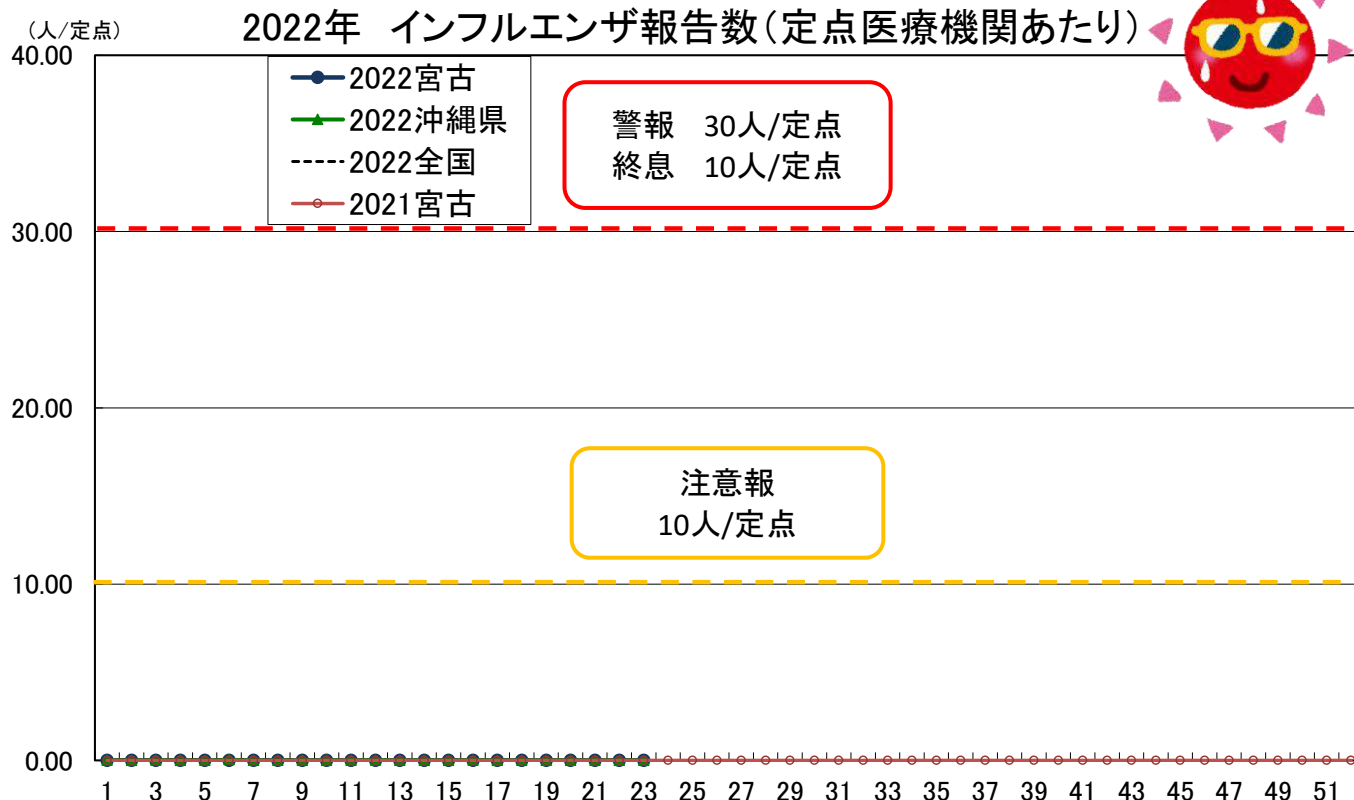 2022年 インフルエンザ報告数(定点医療機関あたり)
(人/定点)
40.00
30.00
20.00
10.00
0.00
2022宮古
2022沖縄県
2022全国
2021宮古
警報 30人/定点
終息 10人/定点
注意報
10人/定点
1 3 5 7 9 11 13 15 17 19 21 23 25 27 29 31 33 35 37 39 41 43 45 47 49 51